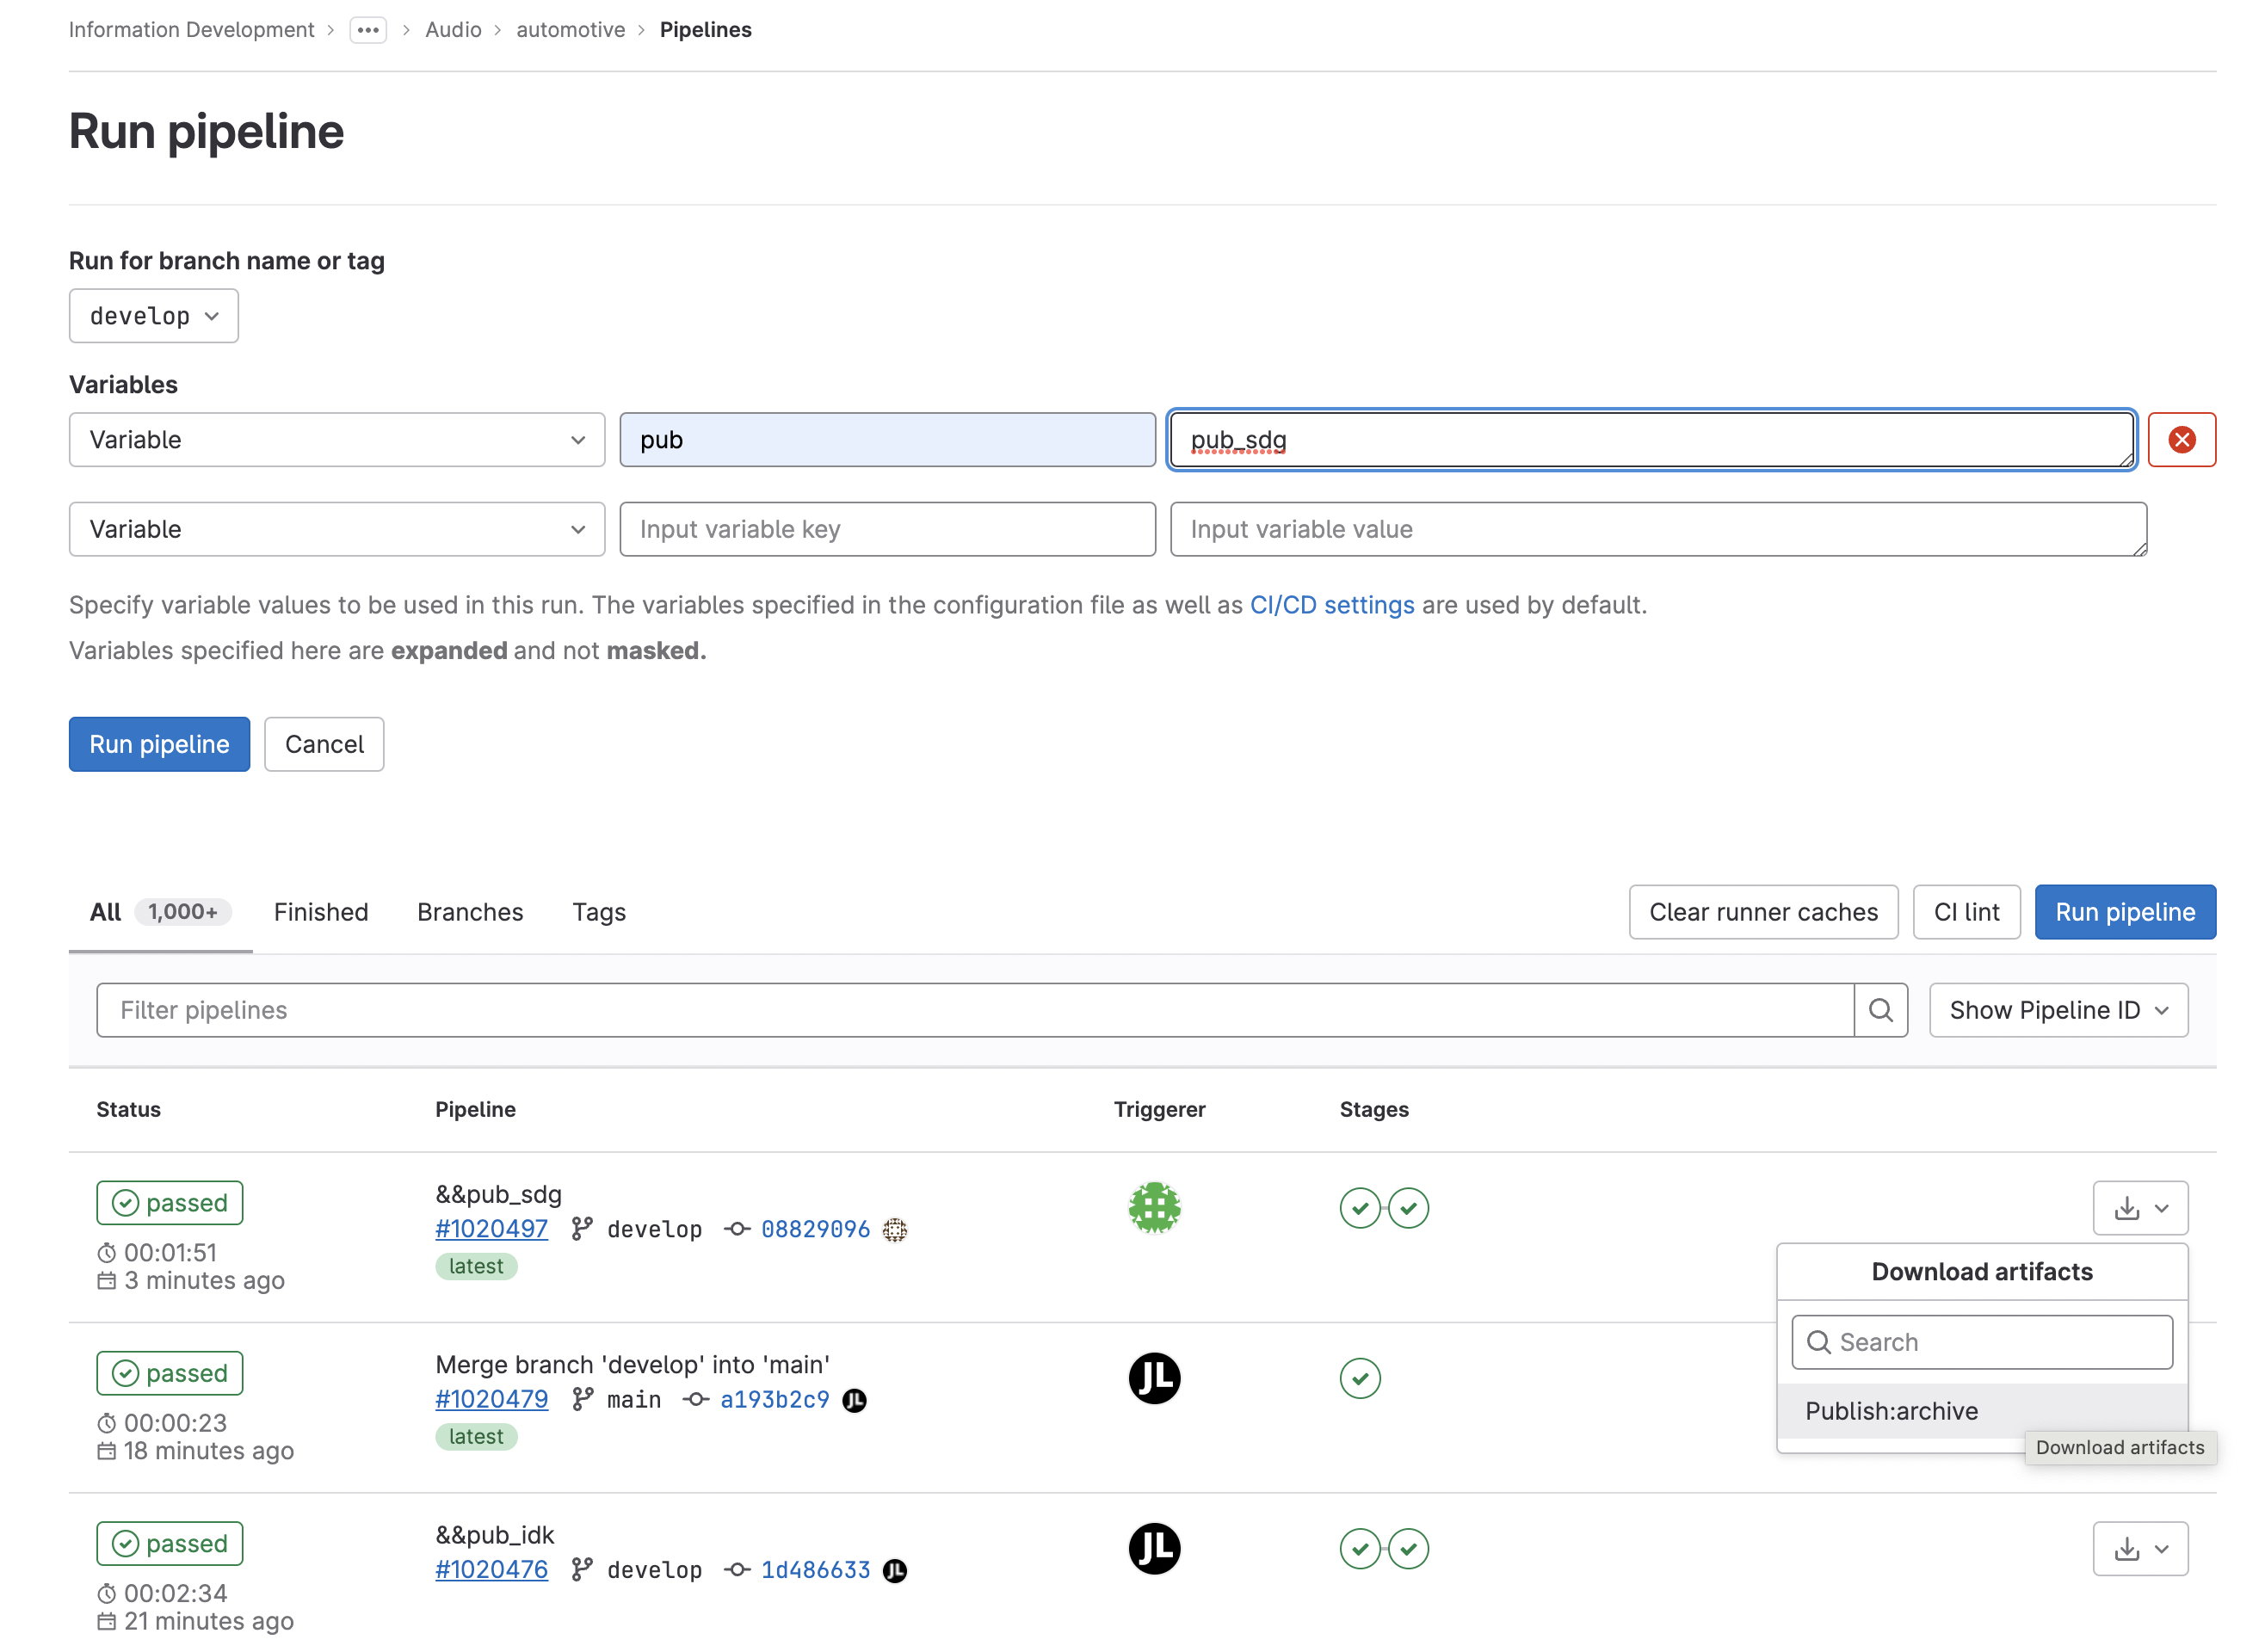 Information Development > ... > Audio > automotive > Pipelines
Run pipeline
Run for branch name or tag
develop
Variables
Variable pub pub_sdg
Variable Input variable key Input variable value
Specify variable values to be used in this run. The variables specified in the configuration file as well as CI/CD settings are used by default.
Variables specified here are expanded and not masked.
Run pipeline Cancel
All 1,000+ Finished Branches Tags Clear runner caches CI lint Run pipeline
Filter pipelines Show Pipeline ID
Status Pipeline Triggerer Stages
passed &&pub_sdg
#1020497 develop 08829096
00:01:51 latest
3 minutes ago
Download artifacts
Search
Publish:archive
Download artifacts
passed Merge branch 'develop' into 'main' JL
#1020479 main a193b2c9 JL
00:00:23 latest
18 minutes ago
passed &&pub_idk JL
#1020476 develop 1d486633 JL
00:02:34
21 minutes ago